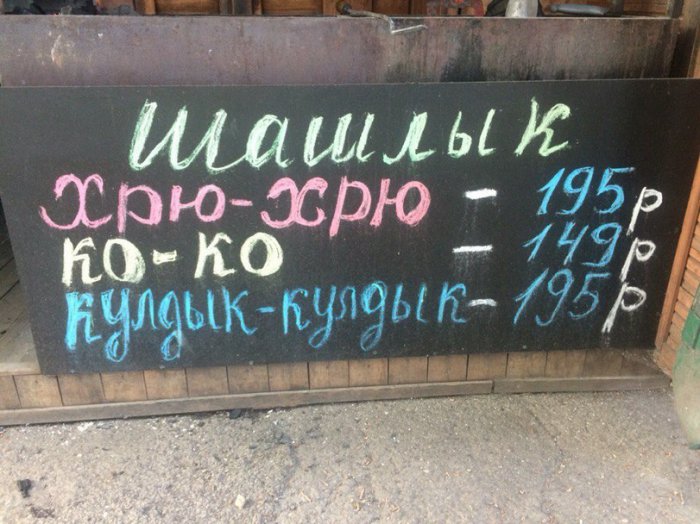 Шашлык
хрю-хрю - 195р
ко-ко - 149р
кулдык-кулдык- 195р